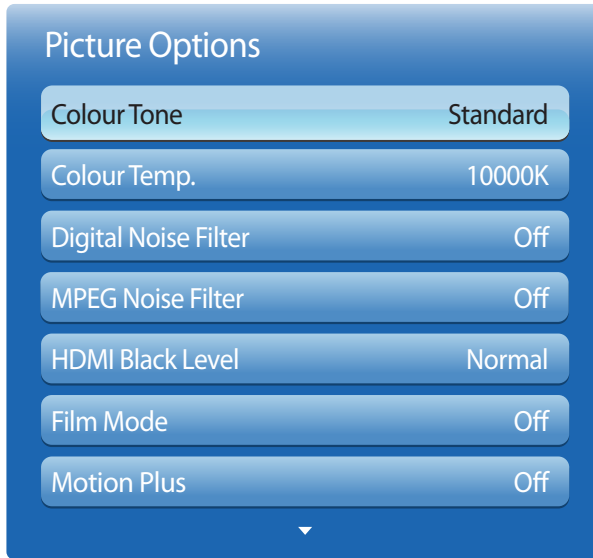 Picture Options
Colour Tone Standard
Colour Temp. 10000K
Digital Noise Filter Off
MPEG Noise Filter Off
HDMI Black Level Normal
Film Mode Off
Motion Plus Off